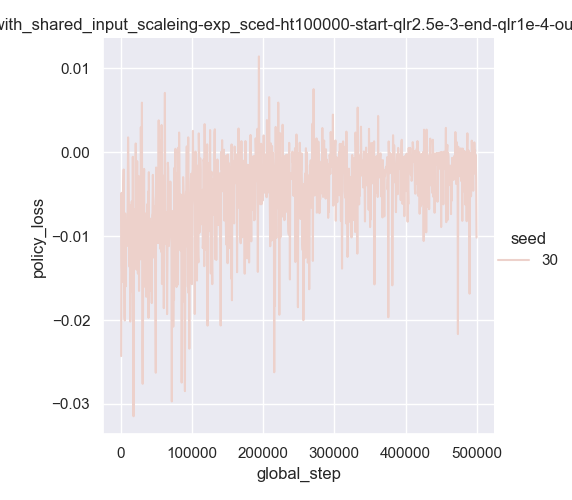 with_shared_input_scaleing-exp_sced-ht100000-start-qlr2.5e-3-end-qlr1e-4-ou
0.01
0.00
−0.01
−0.02
−0.03
policy_loss
seed
30
0 100000 200000 300000 400000 500000
global_step